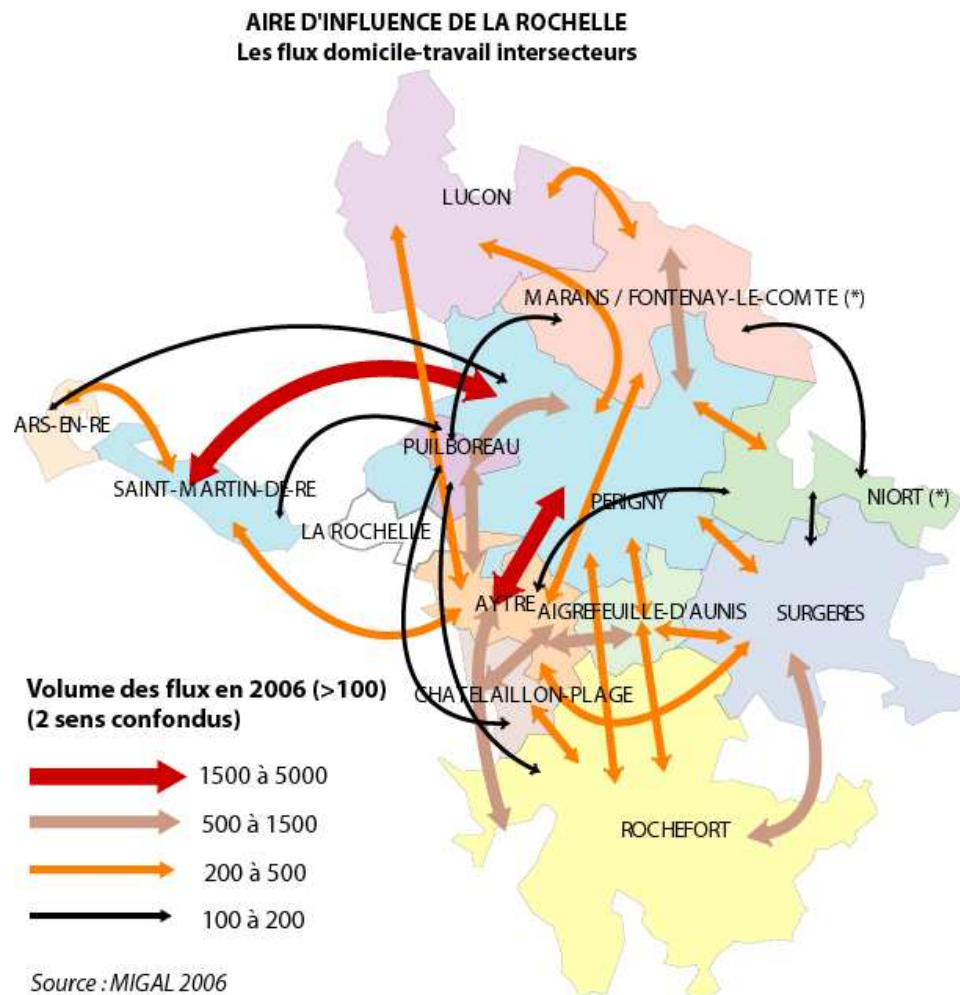 AIRE D'INFLUENCE DE LA ROCHELLE
Les flux domicile-travail intersecteurs
LUCON
MARANS / FONTENAY-LE-COMTE (*)
ARS-EN-RE
PUILBOREAU
SAINT-MARTIN-DE-RE
PERIGNY
NIORT (*)
LA ROCHELLE
AYTRE
AIGREFEUILLE-D'AUNIS
SURGERES
CHATELAILLON-PLAGE
ROCHEFORT
Volume des flux en 2006 (>100)
(2 sens confondus)
1500 à 5000
500 à 1500
200 à 500
100 à 200
Source : MIGAL 2006